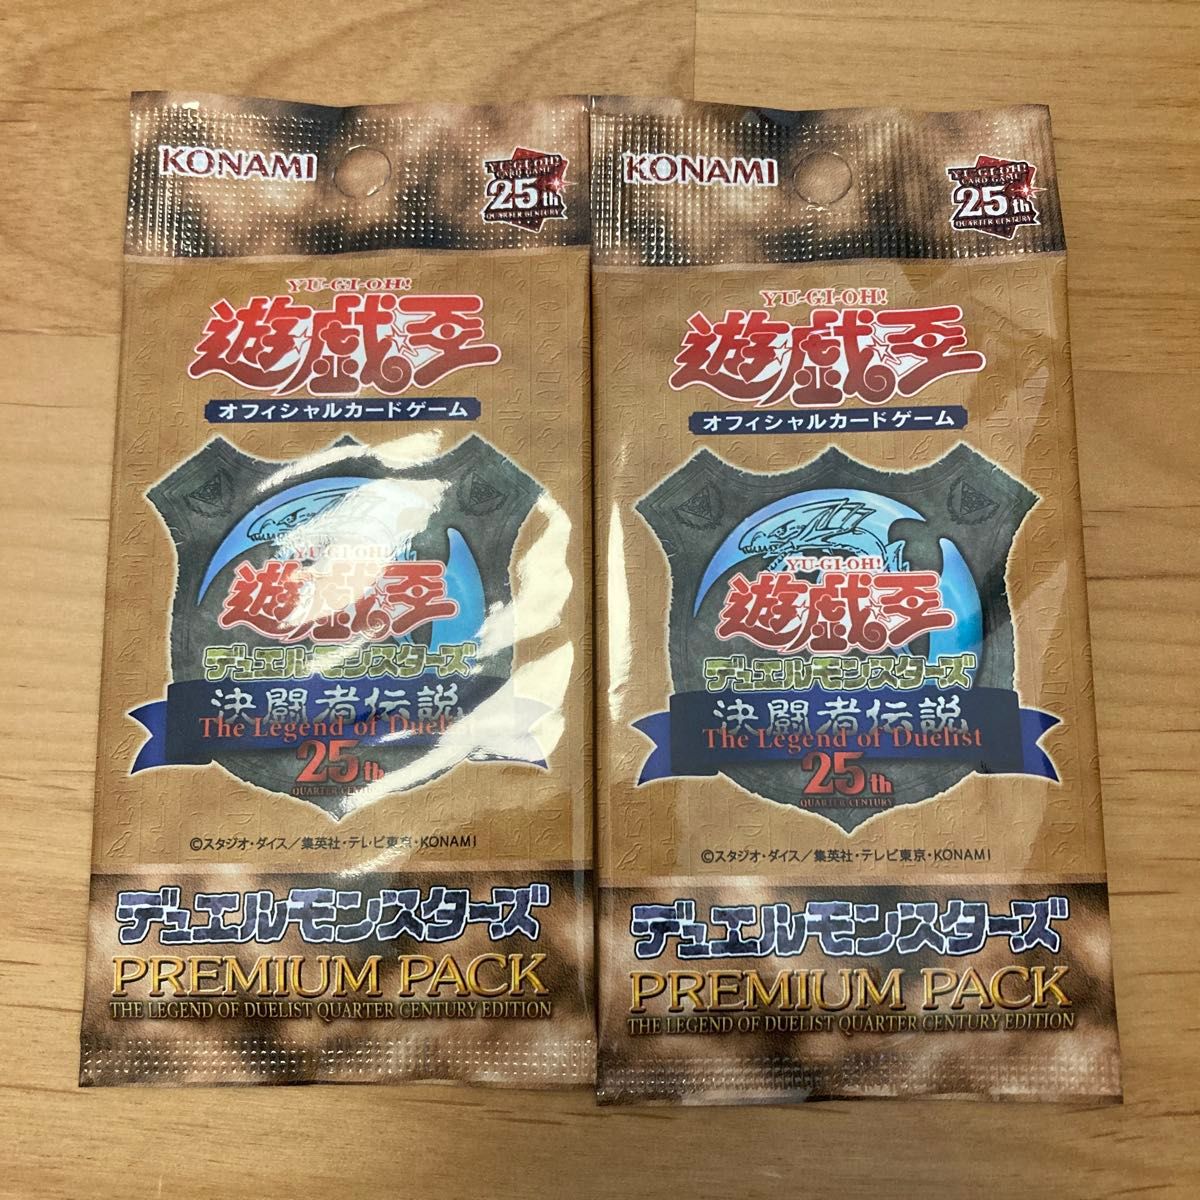 KONAMI
YU-GI-OH!
CARD GAME
25th
QUARTER CENTURY
YU-GI-OH!
遊戯王
オフィシャルカードゲーム
YU-GI-OH!
遊戯王
デュエルモンスターズ
決闘者伝説
The Legend of Duelist
25th
QUARTER CENTURY
©スタジオ・ダイス／集英社・テレビ東京・KONAMI
デュエルモンスターズ
PREMIUM PACK
THE LEGEND OF DUELIST QUARTER CENTURY EDITION
KONAMI
YU-GI-OH!
CARD GAME
25th
QUARTER CENTURY
YU-GI-OH!
遊戯王
オフィシャルカードゲーム
YU-GI-OH!
遊戯王
デュエルモンスターズ
決闘者伝説
The Legend of Duelist
25th
QUARTER CENTURY
©スタジオ・ダイス／集英社・テレビ東京・KONAMI
デュエルモンスターズ
PREMIUM PACK
THE LEGEND OF DUELIST QUARTER CENTURY EDITION